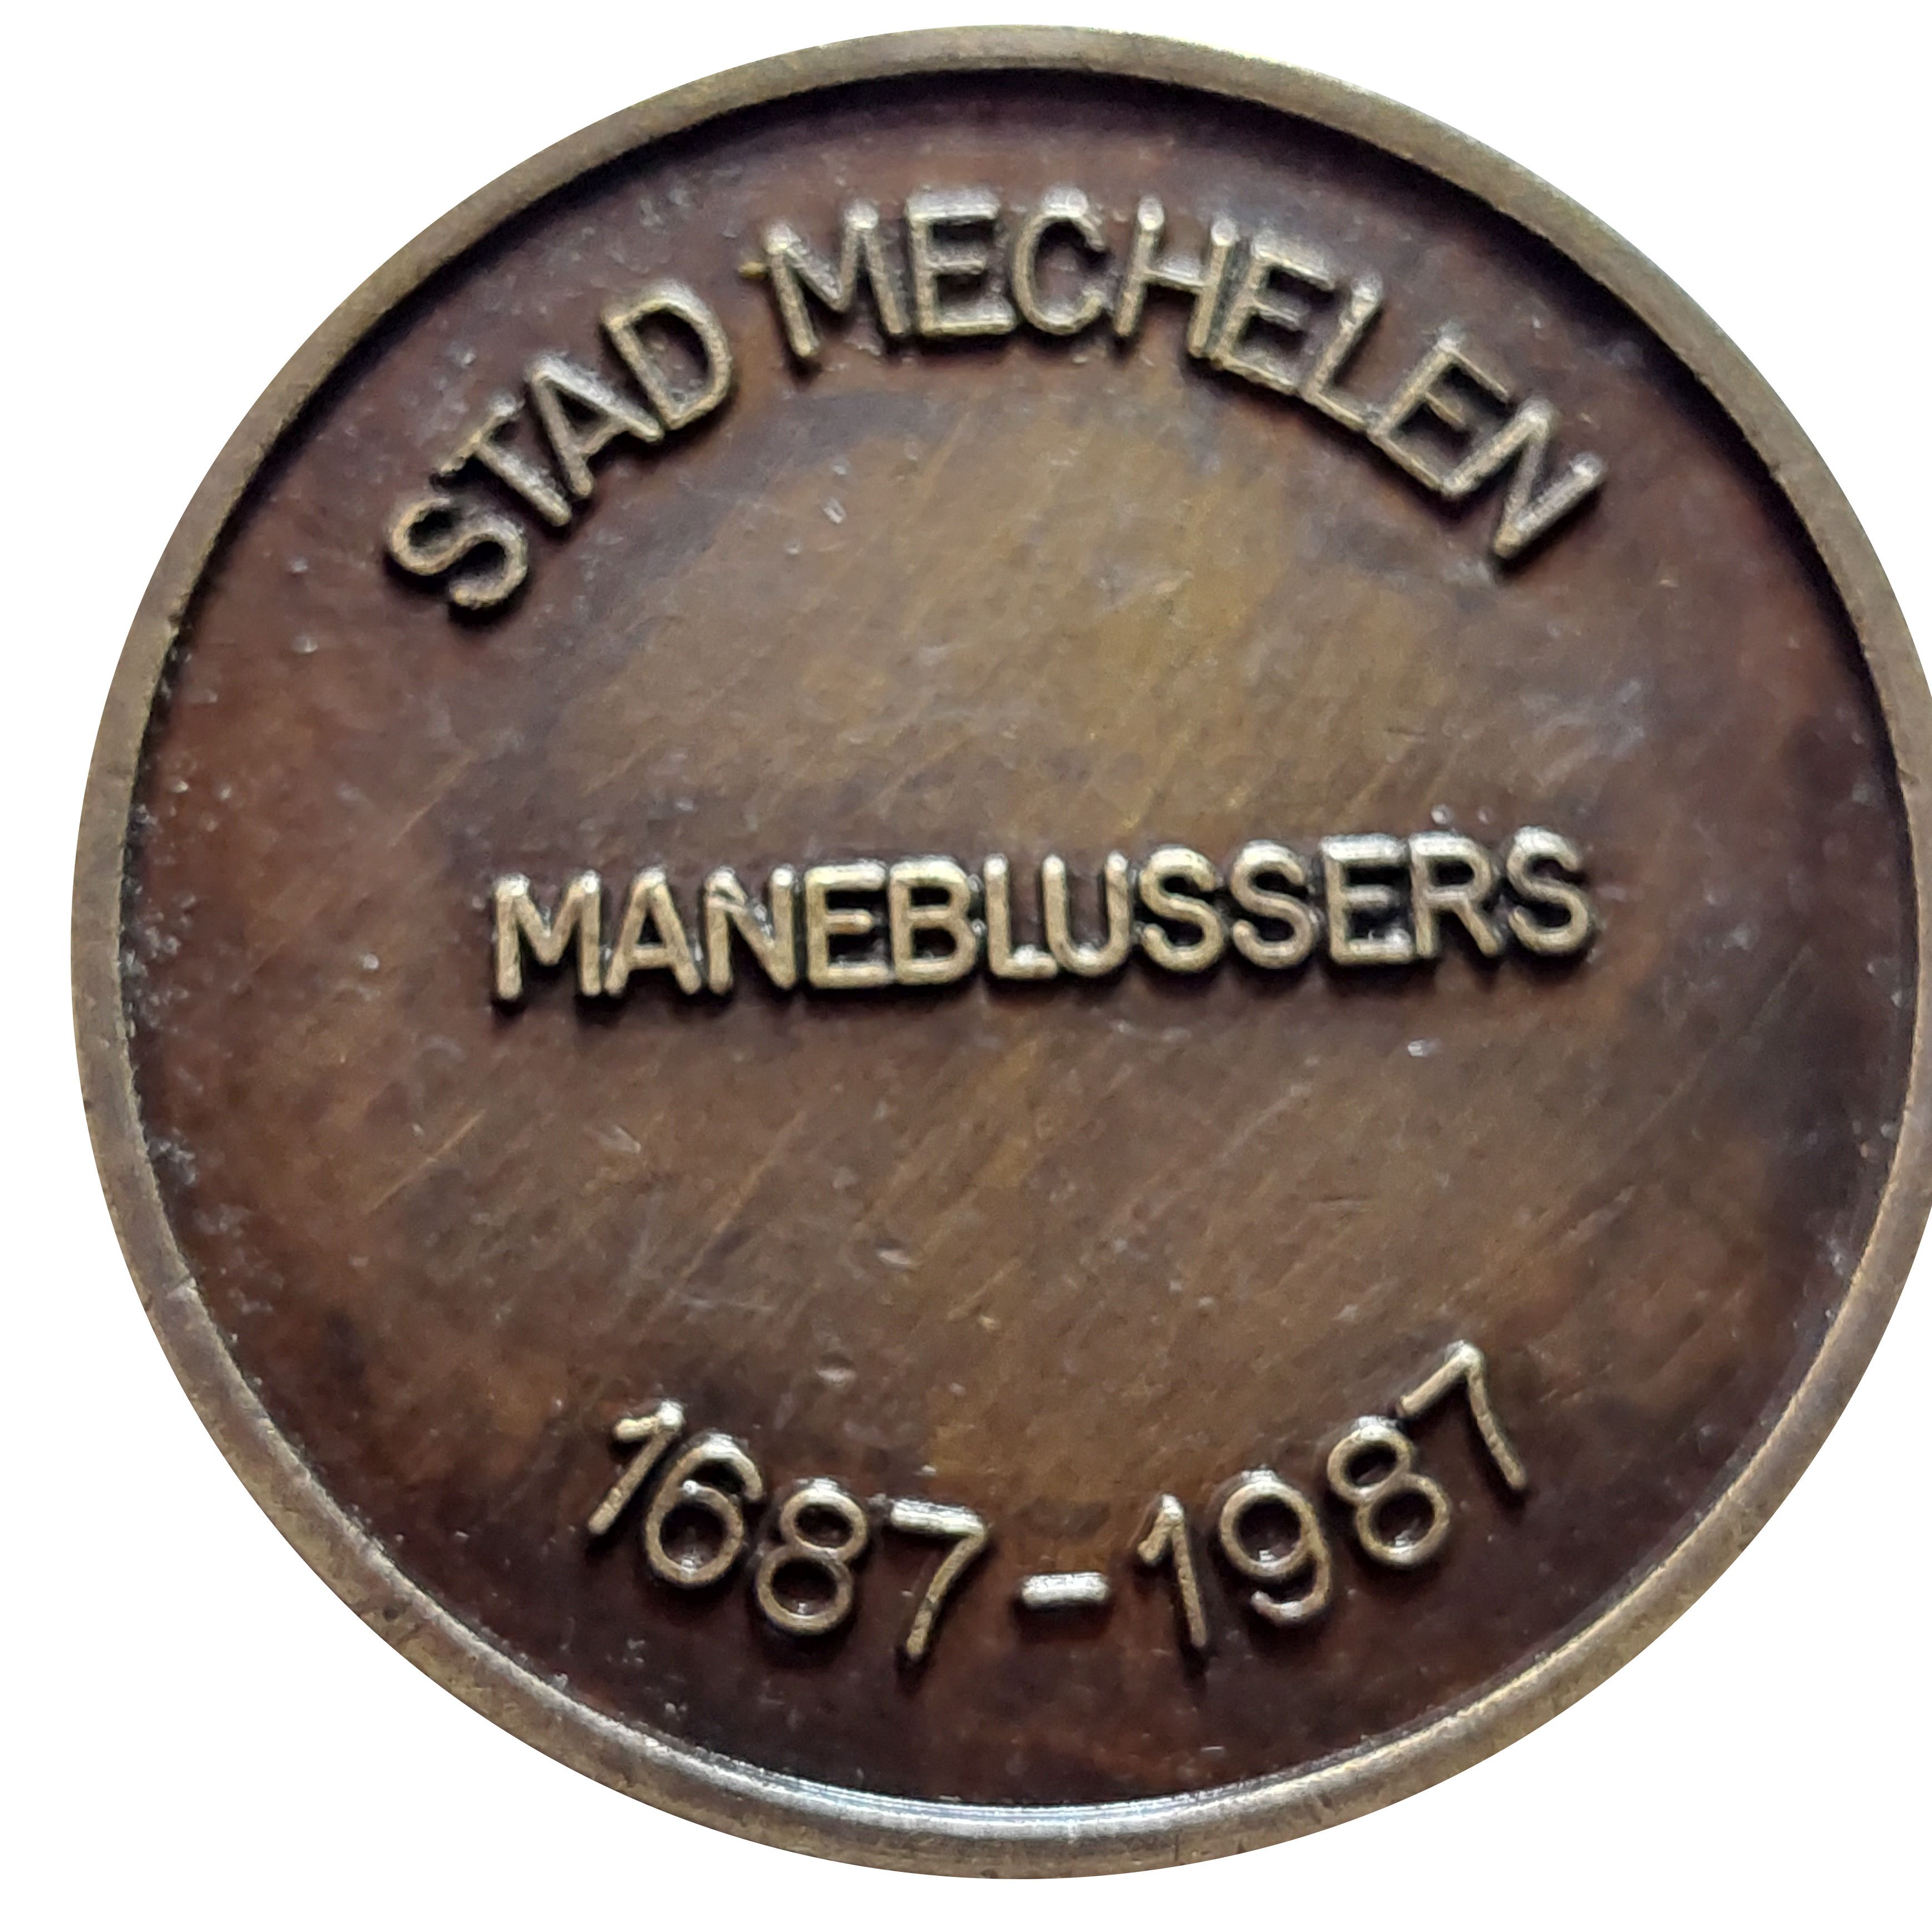 STAD MECHELEN
MANEBLUSSERS
1687-1987